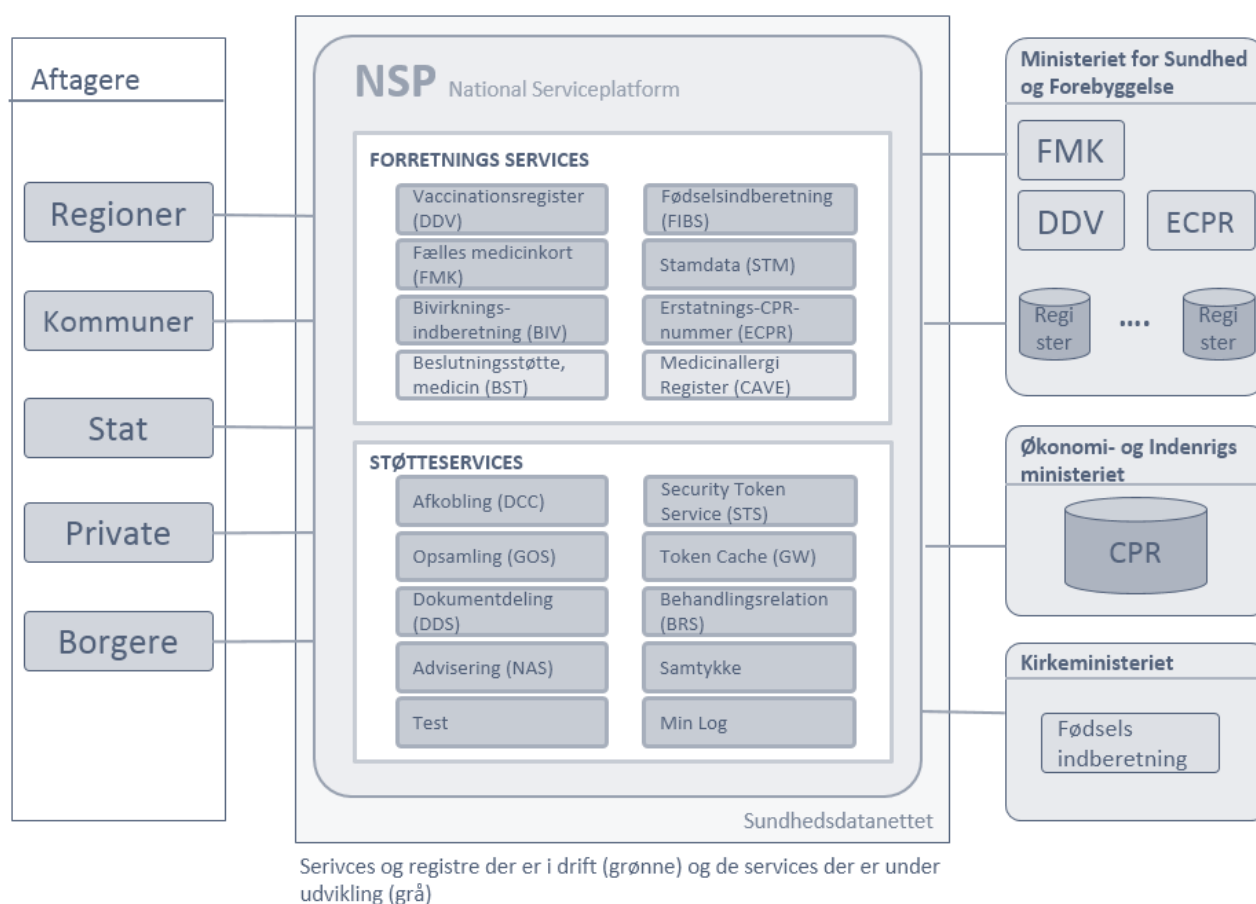 Aftagere
Regioner
Kommuner
Stat
Private
Borgere
NSP National Serviceplatform
FORRETNINGS SERVICES
Vaccinationsregister
(DDV)
Fødselsindberetning
(FIBS)
Fælles medicinkort
(FMK)
Stamdata (STM)
Bivirknings-
indberetning (BIV)
Erstatnings-CPR-
nummer (ECPR)
Beslutningsstøtte,
medicin (BST)
Medicinallergi
Register (CAVE)
STØTTESERVICES
Afkobling (DCC)
Security Token
Service (STS)
Opsamling (GOS)
Token Cache (GW)
Dokumentdeling
(DDS)
Behandlingsrelation
(BRS)
Advisering (NAS)
Samtykke
Test
Min Log
Sundhedsdatanettet
Ministeriet for Sundhed
og Forebyggelse
FMK
DDV
ECPR
Regi
ster
....
Regi
ster
Økonomi- og Indenrigs
ministeriet
CPR
Kirkeministeriet
Fødsels
indberetning
Serivces og registre der er i drift (grønne) og de services der er under
udvikling (grå)